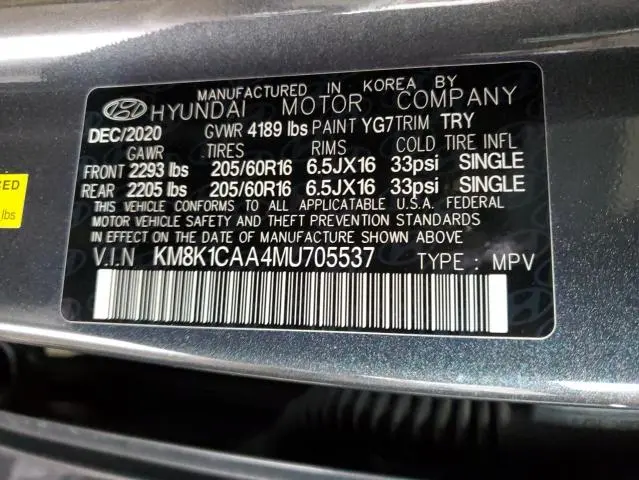 MANUFACTURED IN KOREA BY
HYUNDAI MOTOR COMPANY
DEC/2020 GVWR 4189 lbs PAINT YG7 TRIM TRY
GAWR TIRES RIMS COLD TIRE INFL
FRONT 2293 lbs 205/60R16 6.5JX16 33psi SINGLE
REAR 2205 lbs 205/60R16 6.5JX16 33psi SINGLE
THIS VEHICLE CONFORMS TO ALL APPLICABLE U.S.A. FEDERAL
MOTOR VEHICLE SAFETY AND THEFT PREVENTION STANDARDS
IN EFFECT ON THE DATE OF MANUFACTURE SHOWN ABOVE.
V.I.N KM8K1CAA4MU705537 TYPE : MPV
lbs